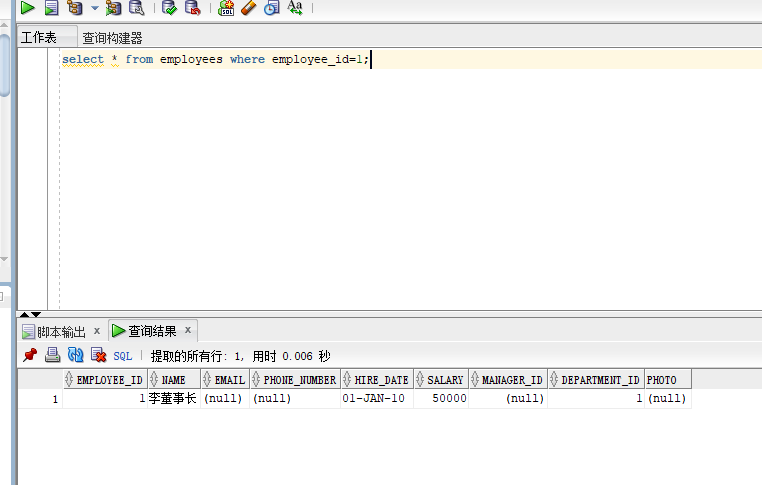 SQL
Aa
工作表 查询构建器
select * from employees where employee_id=1;
脚本输出 x 查询结果 x
SQL | 提取的所有行: 1, 用时 0.006 秒
EMPLOYEE_ID NAME EMAIL PHONE_NUMBER HIRE_DATE SALARY MANAGER_ID DEPARTMENT_ID PHOTO
1 1 李董事长 (null) (null) 01-JAN-10 50000 (null) 1 (null)